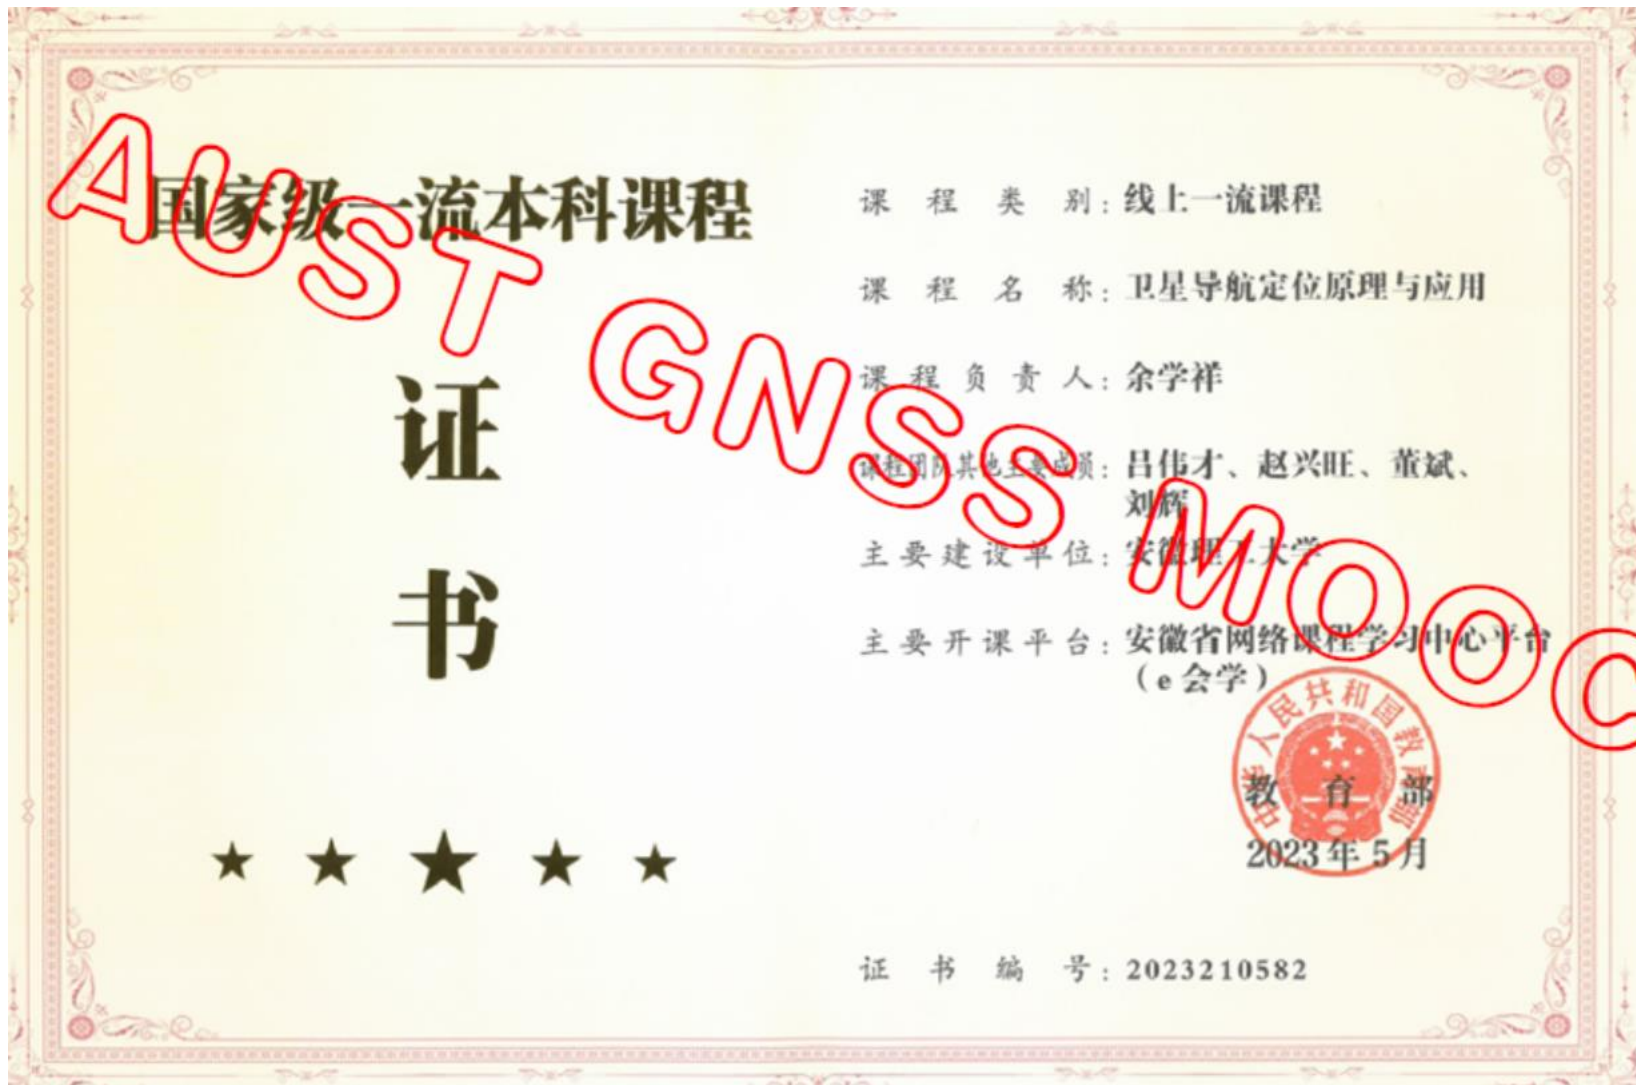 国家级一流本科课程
证
书
课程类别：线上一流课程
课程名称：卫星导航定位原理与应用
课程负责人：余学祥
课程团队其他主要成员：吕伟才、赵兴旺、董斌、
刘辉
主要建设单位：安徽理工大学
主要开课平台：安徽省网络课程学习中心平台
（e会学）
中华人民共和国教育部
教育部
2023年5月
证书编号：2023210582
AUST GNSS MOOC